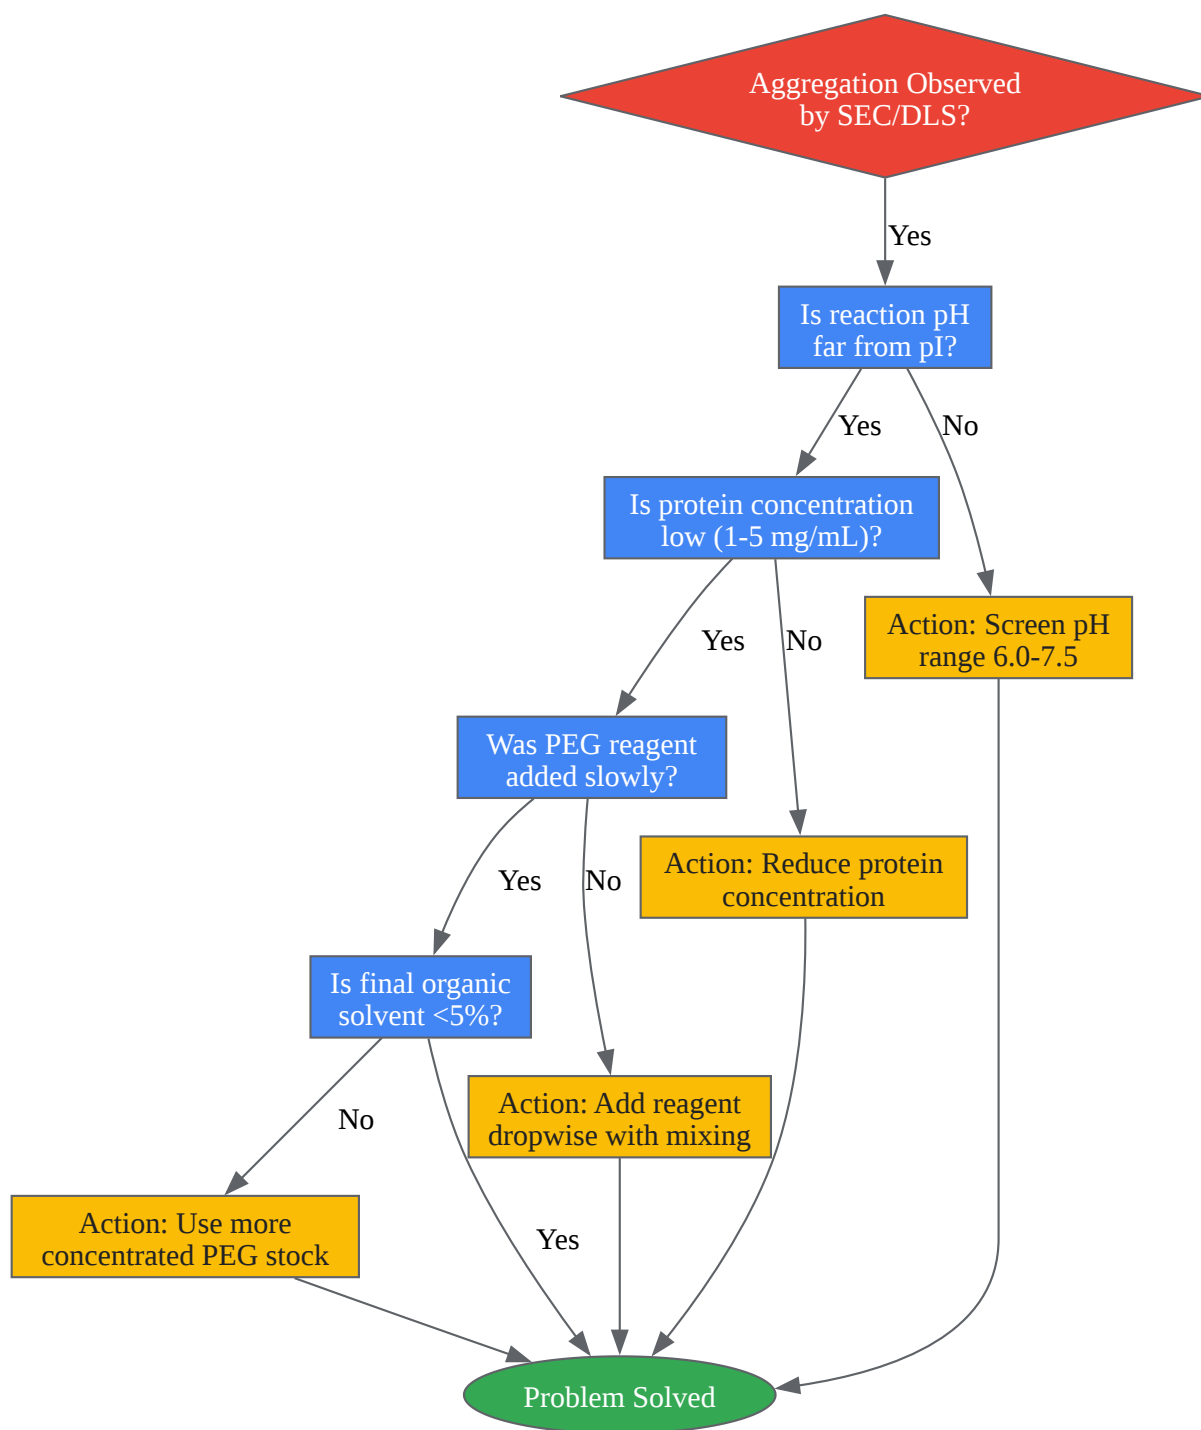 Aggregation Observed
by SEC/DLS?
Yes
Is reaction pH
far from pI?
Yes
No
Is protein concentration
low (1-5 mg/mL)?
Action: Screen pH
range 6.0-7.5
Yes
No
Was PEG reagent
added slowly?
Action: Reduce protein
concentration
Yes
No
Is final organic
solvent <5%?
Action: Add reagent
dropwise with mixing
No
Action: Use more
concentrated PEG stock
Yes
Problem Solved